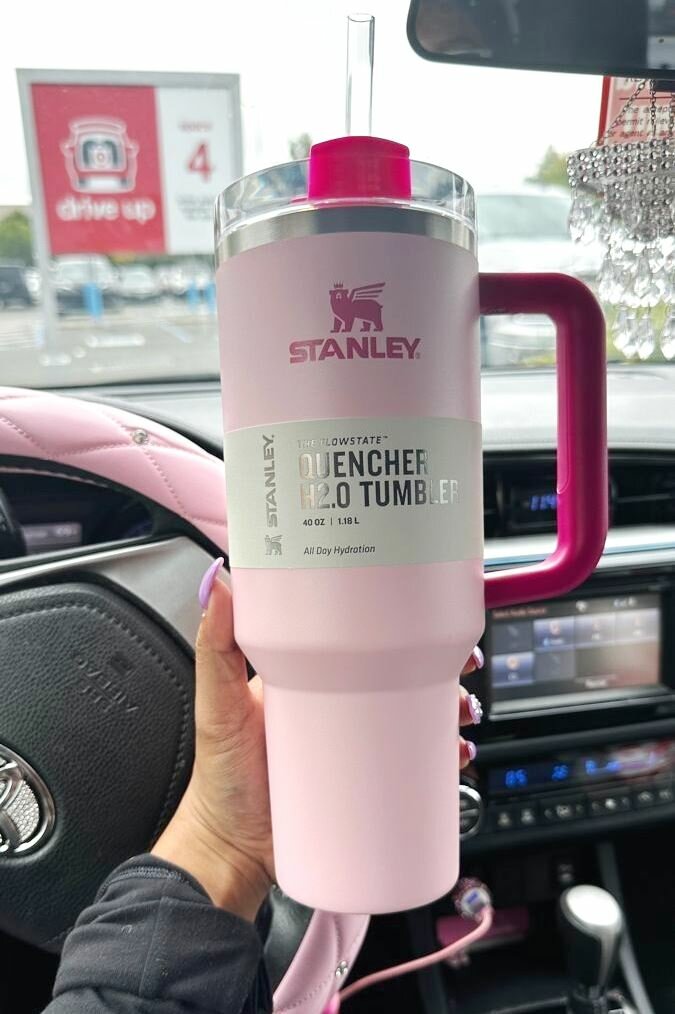 drive up
4
STANLEY
STANLEY
THE FLOWSTATE™
QUENCHER
H2.0 TUMBLER
40 OZ | 1.18 L
All Day Hydration